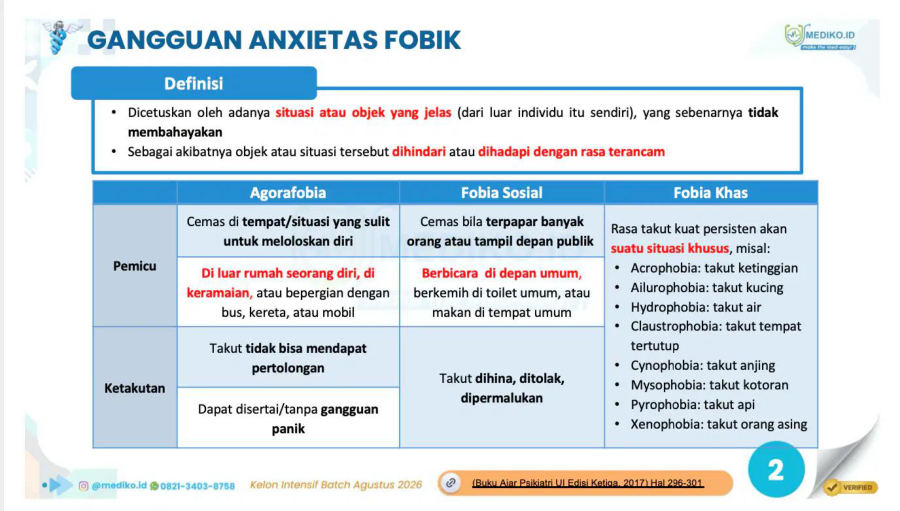 GANGGUAN ANXIETAS FOBIK
MEDIKO.ID
make the med easy!
Definisi
• Dicetuskan oleh adanya situasi atau objek yang jelas (dari luar individu itu sendiri), yang sebenarnya tidak
membahayakan
• Sebagai akibatnya objek atau situasi tersebut dihindari atau dihadapi dengan rasa terancam
Agorafobia
Fobia Sosial
Fobia Khas
Pemicu
Cemas di tempat/situasi yang sulit
untuk meloloskan diri
Cemas bila terpapar banyak
orang atau tampil depan publik
Di luar rumah seorang diri, di
keramaian, atau bepergian dengan
bus, kereta, atau mobil
Berbicara di depan umum,
berkemih di toilet umum, atau
makan di tempat umum
Rasa takut kuat persisten akan
suatu situasi khusus, misal:
• Acrophobia: takut ketinggian
• Ailurophobia: takut kucing
• Hydrophobia: takut air
• Claustrophobia: takut tempat
tertutup
• Cynophobia: takut anjing
• Mysophobia: takut kotoran
• Pyrophobia: takut api
• Xenophobia: takut orang asing
Ketakutan
Takut tidak bisa mendapat
pertolongan
Dapat disertai/tanpa gangguan
panik
Takut dihina, ditolak,
dipermalukan
@mediko.id 0821-3403-8758
Kelon Intensif Batch Agustus 2026
(Buku Ajar Psikiatri UI Edisi Ketiga, 2017) Hal 296-301
2
VERIFIED